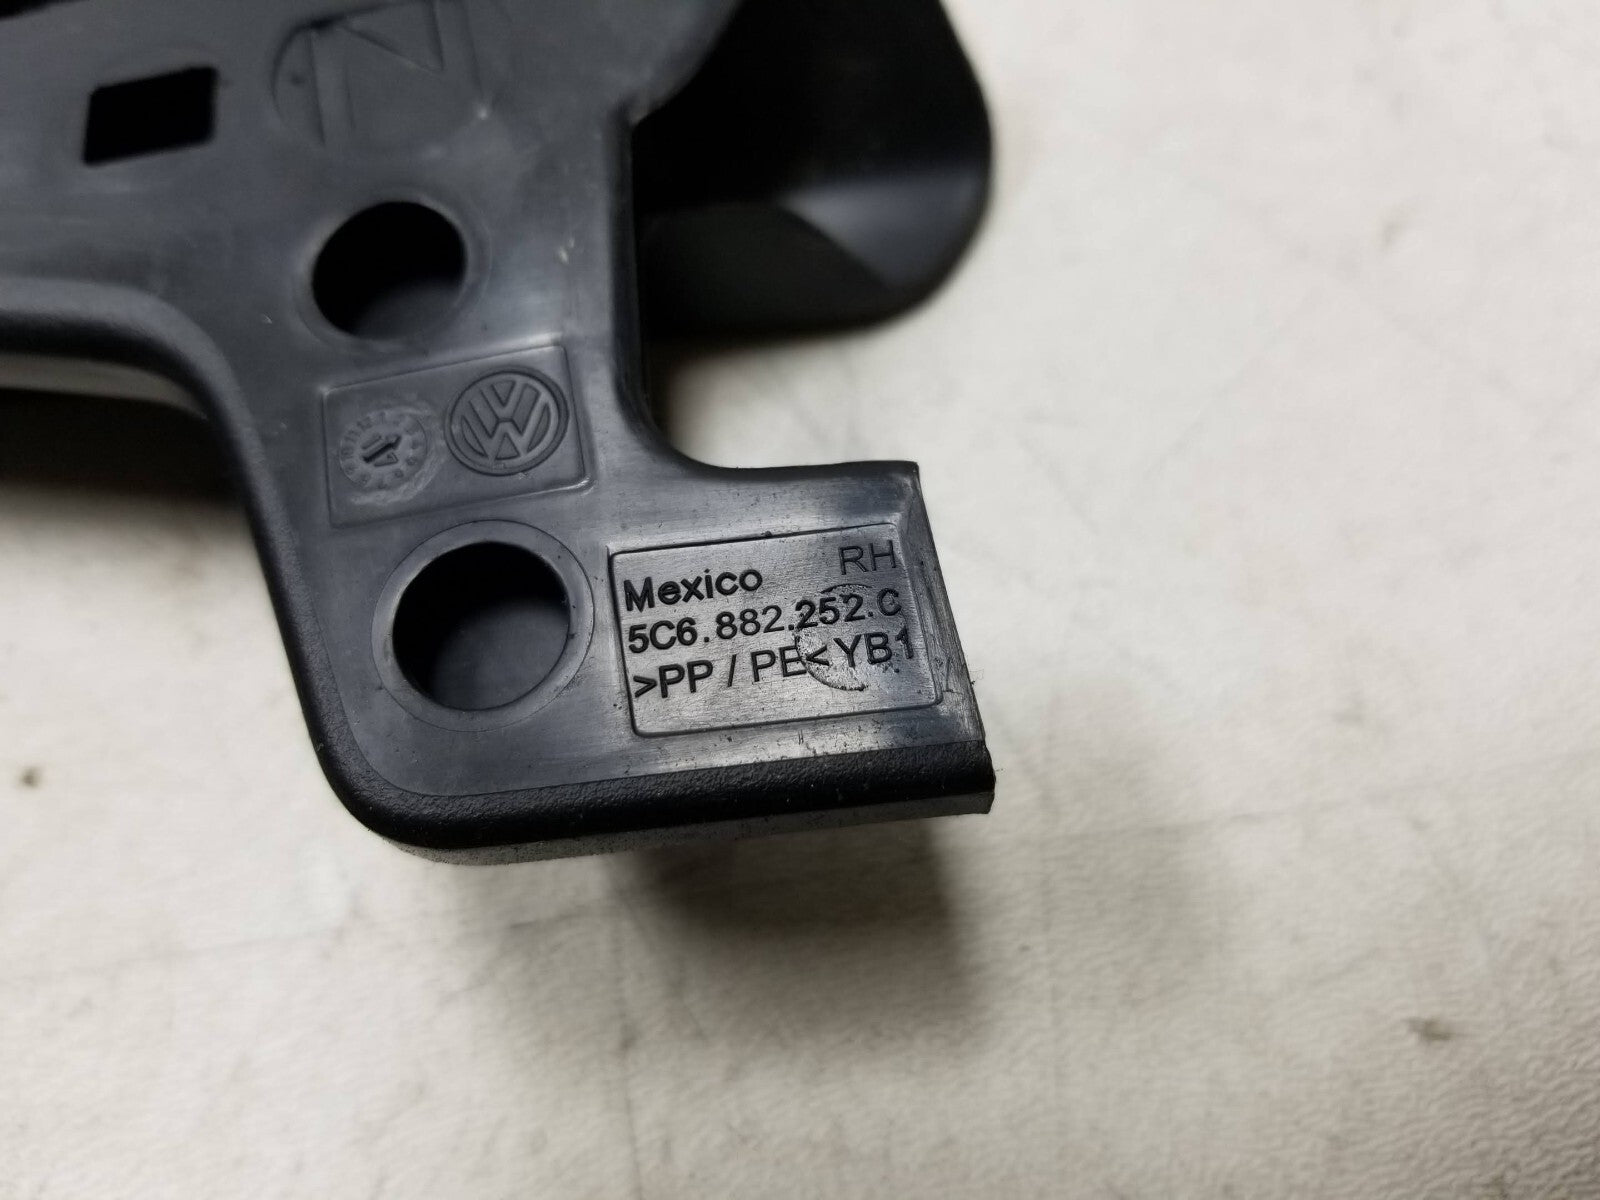 Mexico RH
5C6.882.252.C
>PP / PE< YB1